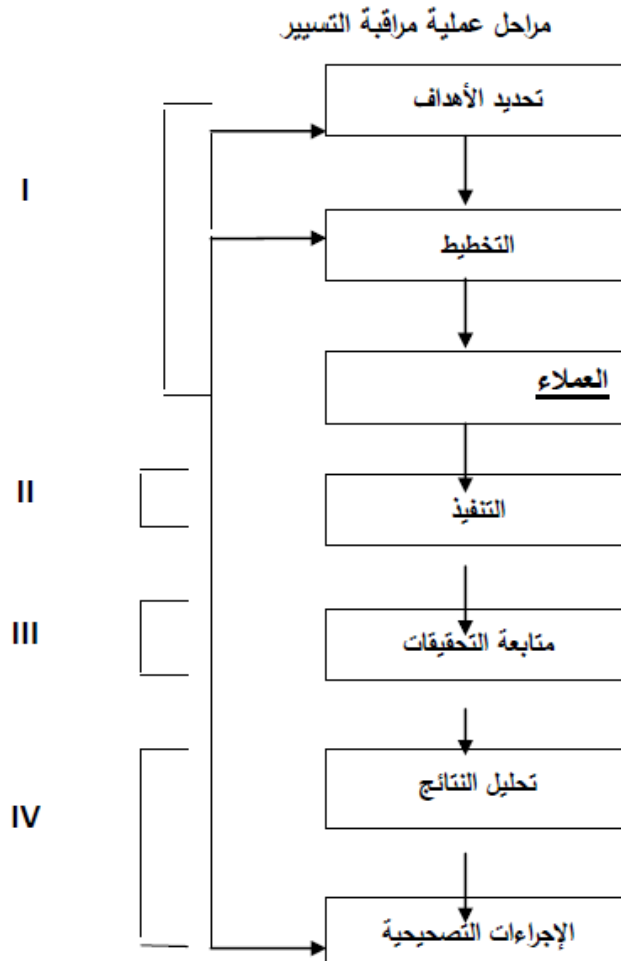 مراحل عملية مراقبة التسيير
تحديد الأهداف
I
التخطيط
العملاء
II
التنفيذ
III
متابعة التحقيقات
تحليل النتائج
IV
الإجراءات التصحيحية